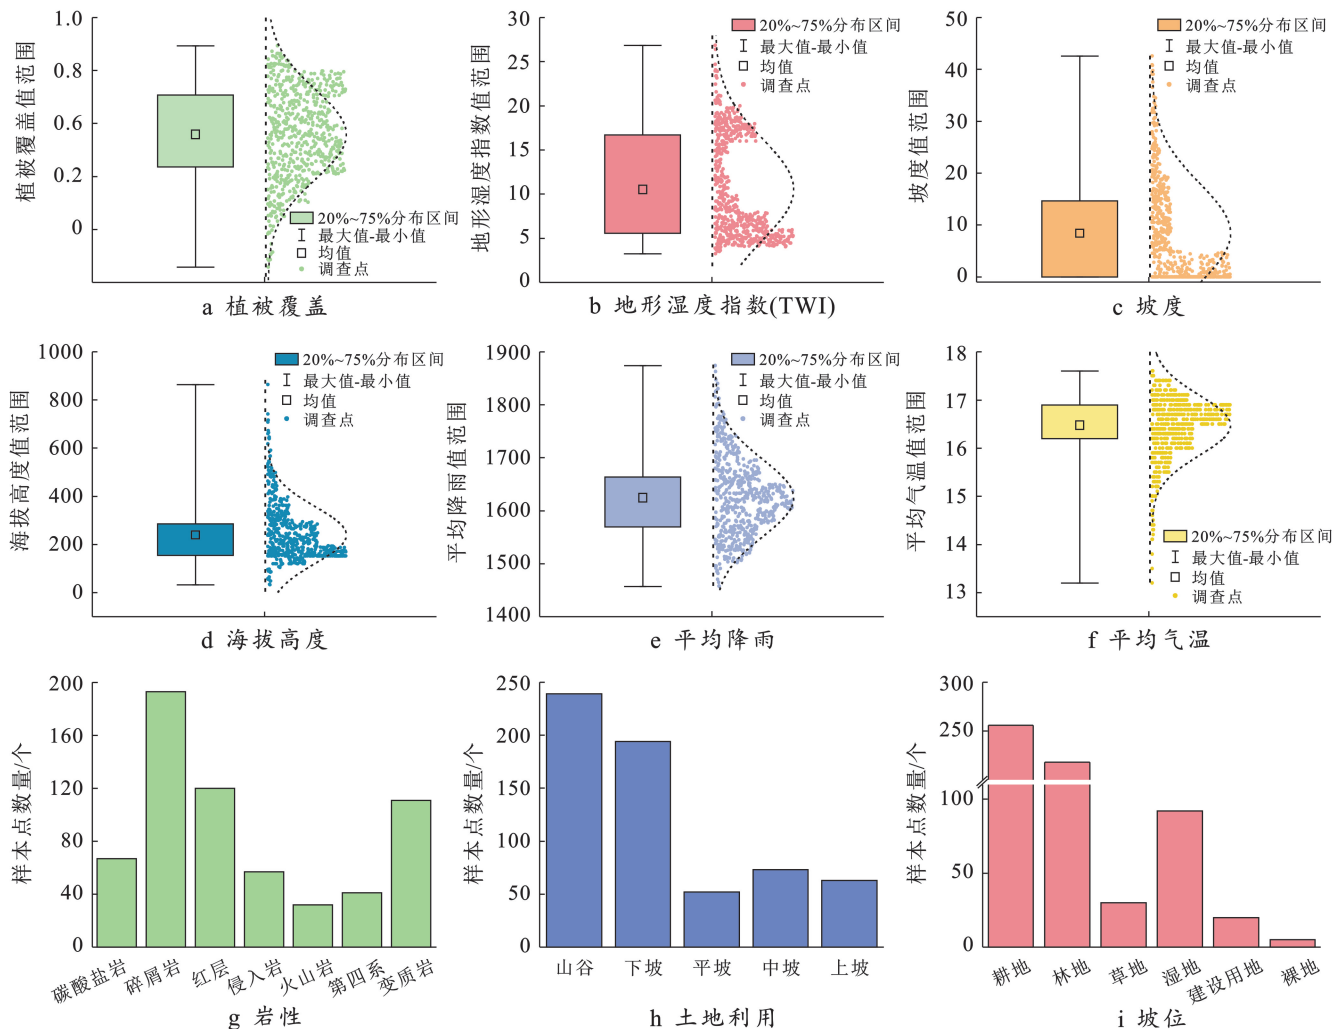 植被覆盖值范围
1.0
0.8
0.6
0.2
0
20%~75%分布区间
最大值-最小值
均值
调查点
a 植被覆盖
地形湿度指数值范围
30
25
20
15
10
5
0
20%~75%分布区间
最大值-最小值
均值
调查点
b 地形湿度指数(TWI)
坡度值范围
50
40
30
20
10
0
20%~75%分布区间
最大值-最小值
均值
调查点
c 坡度
海拔高度值范围
1000
800
600
400
200
0
20%~75%分布区间
最大值-最小值
均值
调查点
d 海拔高度
平均降雨值范围
1900
1800
1700
1600
1500
1400
20%~75%分布区间
最大值-最小值
均值
调查点
e 平均降雨
平均气温值范围
18
17
16
15
14
13
20%~75%分布区间
最大值-最小值
均值
调查点
f 平均气温
样本点数量/个
200
160
120
80
40
0
碳酸盐岩
碎屑岩
红层
侵入岩
火山岩
第四系
变质岩
g 岩性
样本点数量/个
250
200
150
100
50
0
山谷
下坡
平坡
中坡
上坡
h 土地利用
样本点数量/个
300
250
100
50
0
耕地
林地
草地
湿地
建设用地
裸地
i 坡位